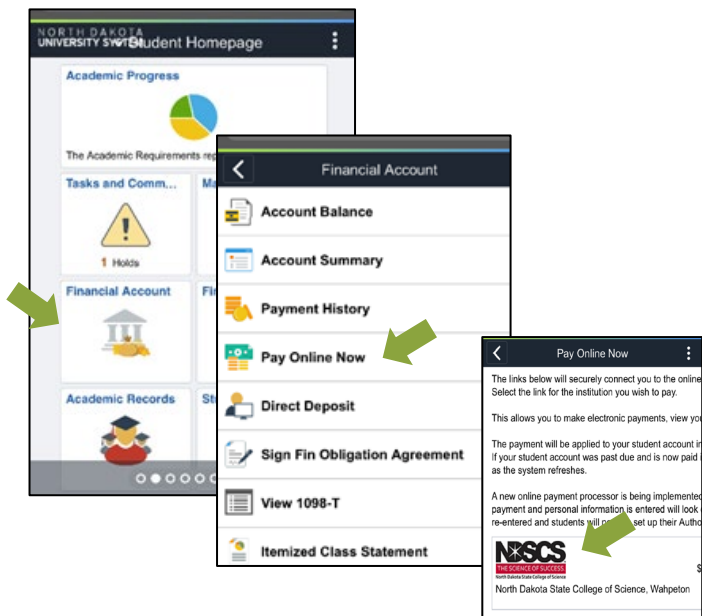 NORTH DAKOTA
UNIVERSITY SYSTEM
Student Homepage
Academic Progress
The Academic Requirements
Tasks and Comm...
1 Holds
Financial Account
Academic Records
Financial Account
Account Balance
Account Summary
Payment History
Pay Online Now
Direct Deposit
Sign Fin Obligation Agreement
View 1098-T
Itemized Class Statement
Pay Online Now
The links below will securely connect you to the online
Select the link for the institution you wish to pay.
This allows you to make electronic payments, view
The payment will be applied to your student account
If your student account was past due and is now paid
as the system refreshes.
A new online payment processor is being implemented
payment and personal information is entered will look
re-entered and students will set up their
NDSCS
THE SCIENCE OF SUCCESS.
North Dakota State College of Science
$
North Dakota State College of Science, Wahpeton